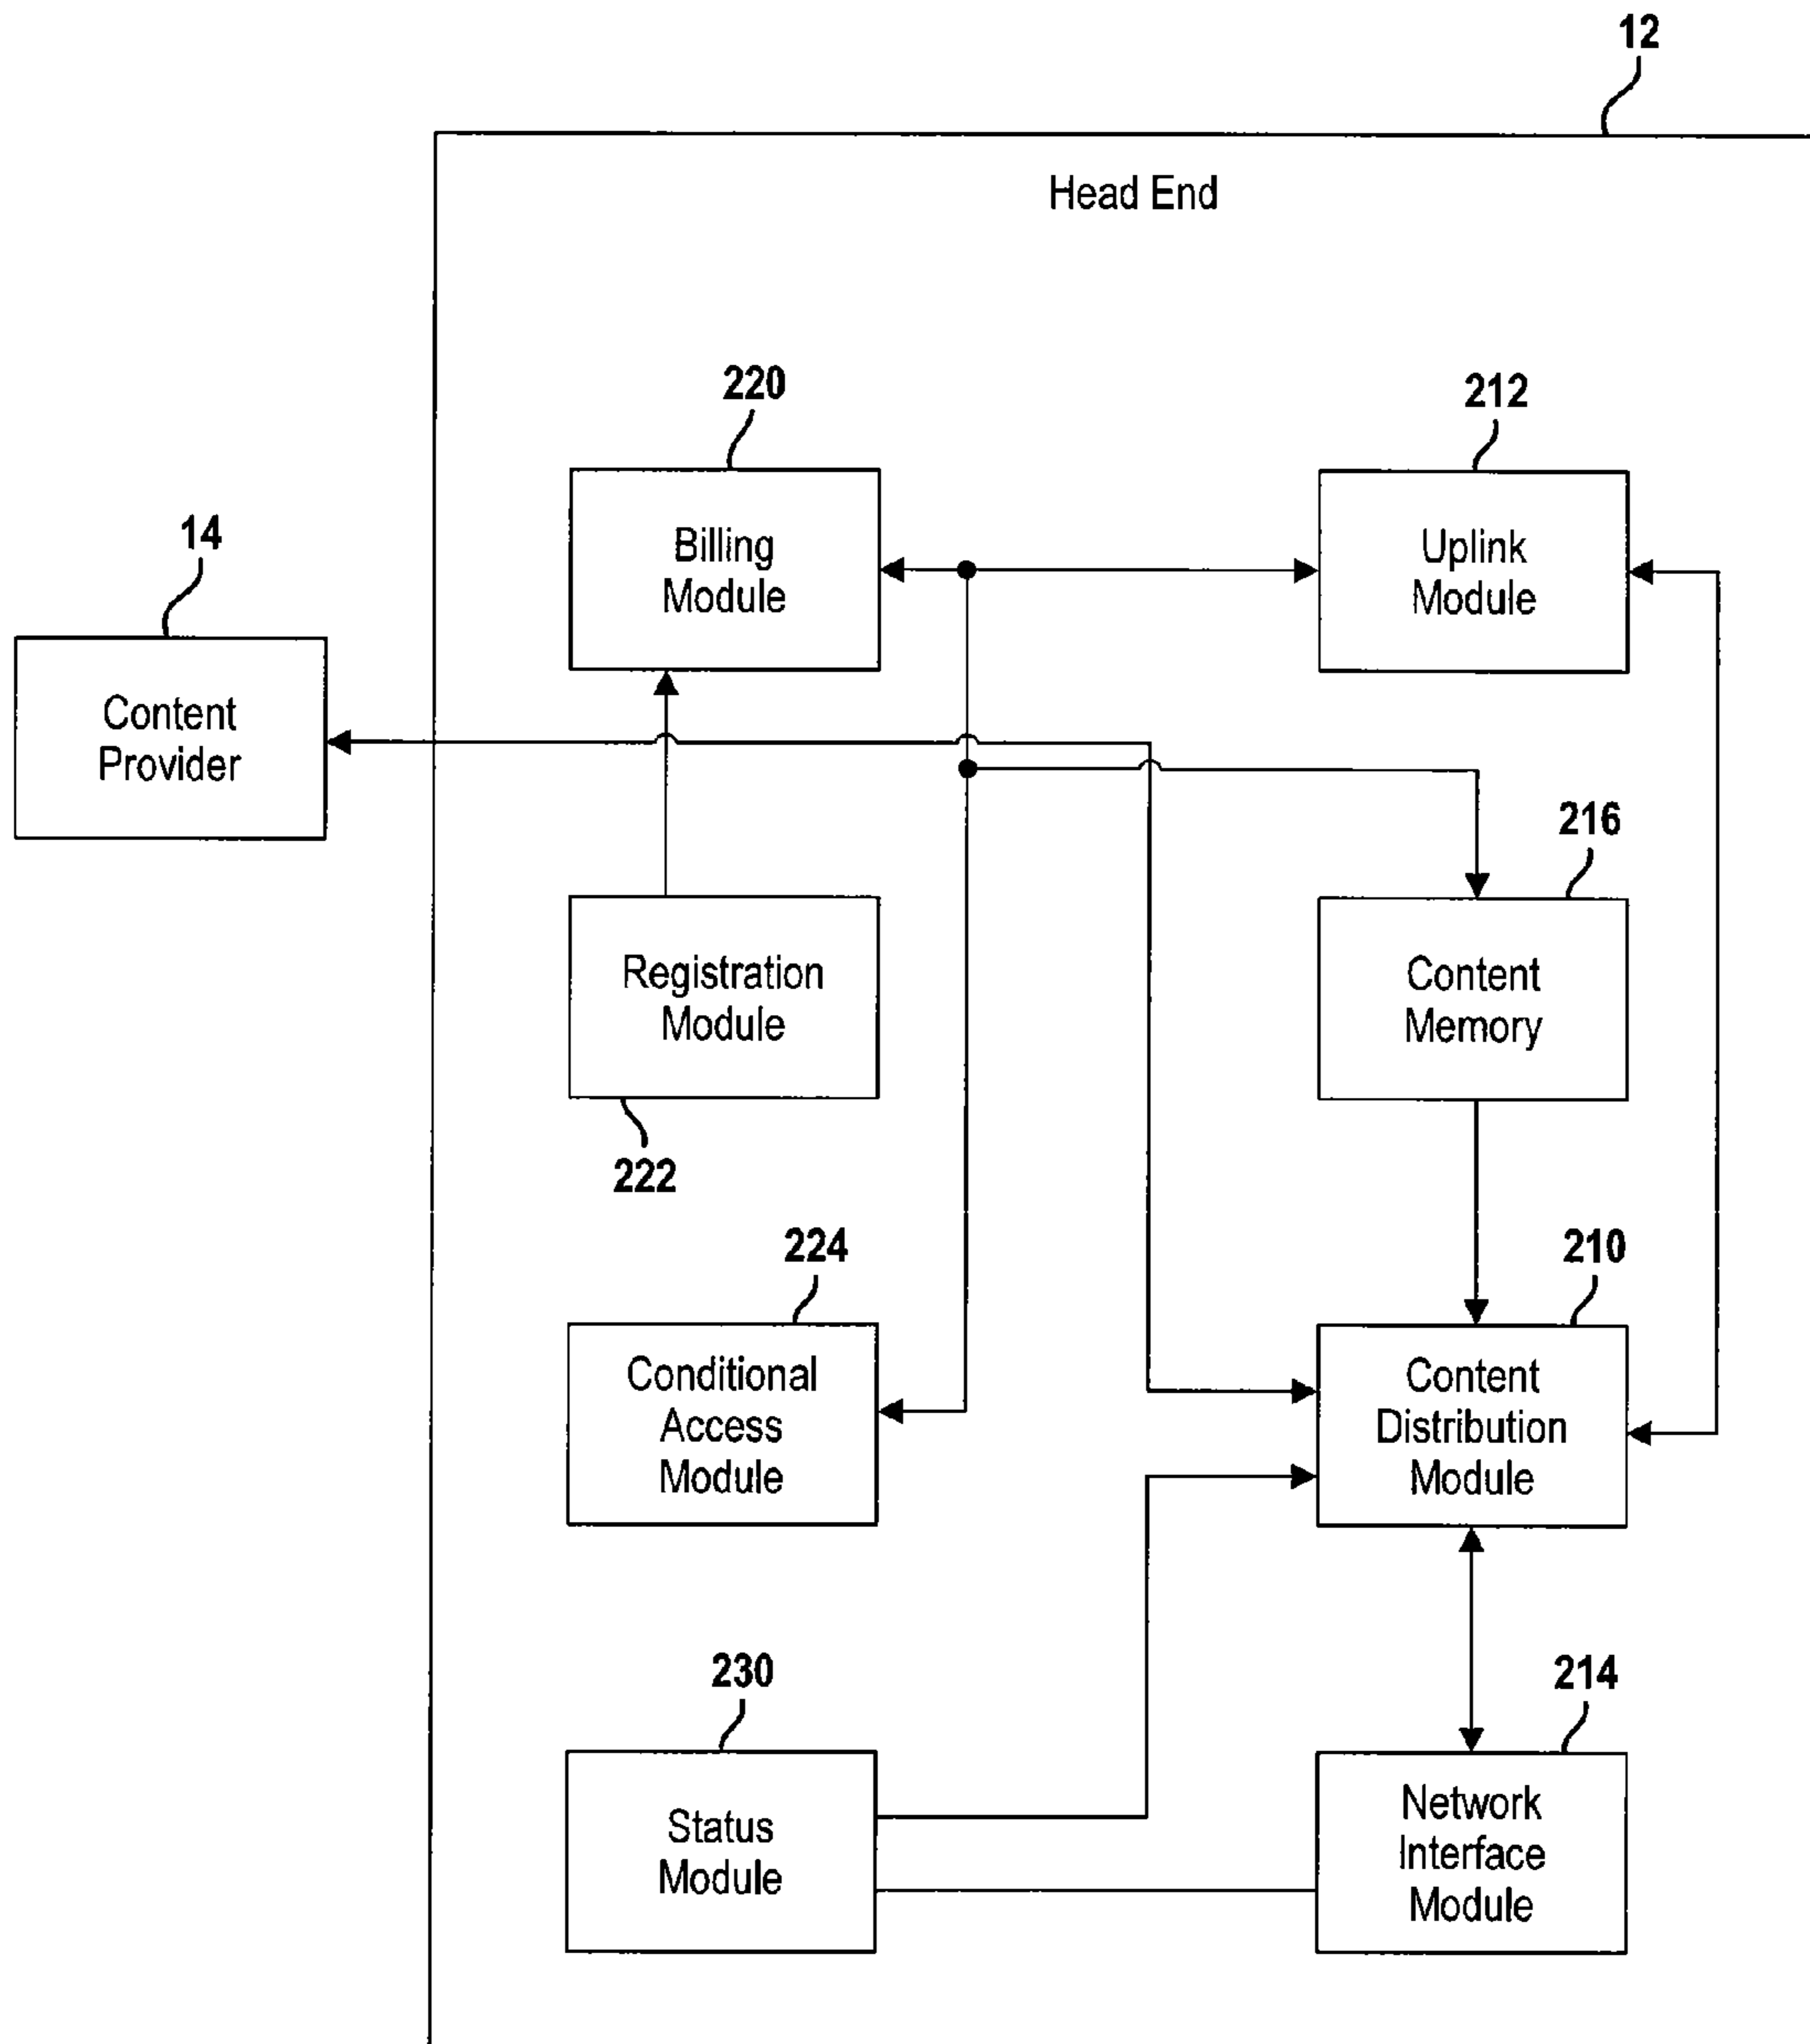 12
Head End
220
212
14
Billing
Module
Uplink
Module
Content
Provider
216
Registration
Module
Content
Memory
222
224
210
Conditional
Access
Module
Content
Distribution
Module
230
214
Status
Module
Network
Interface
Module